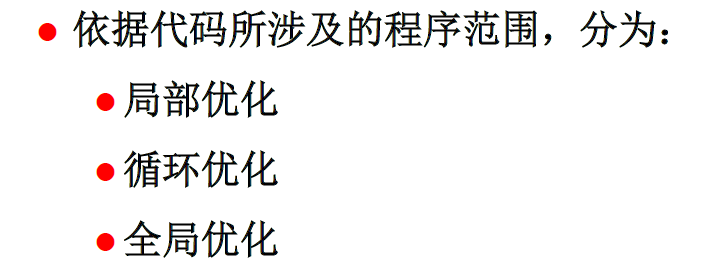 依据代码所涉及的程序范围，分为：
局部优化
循环优化
全局优化